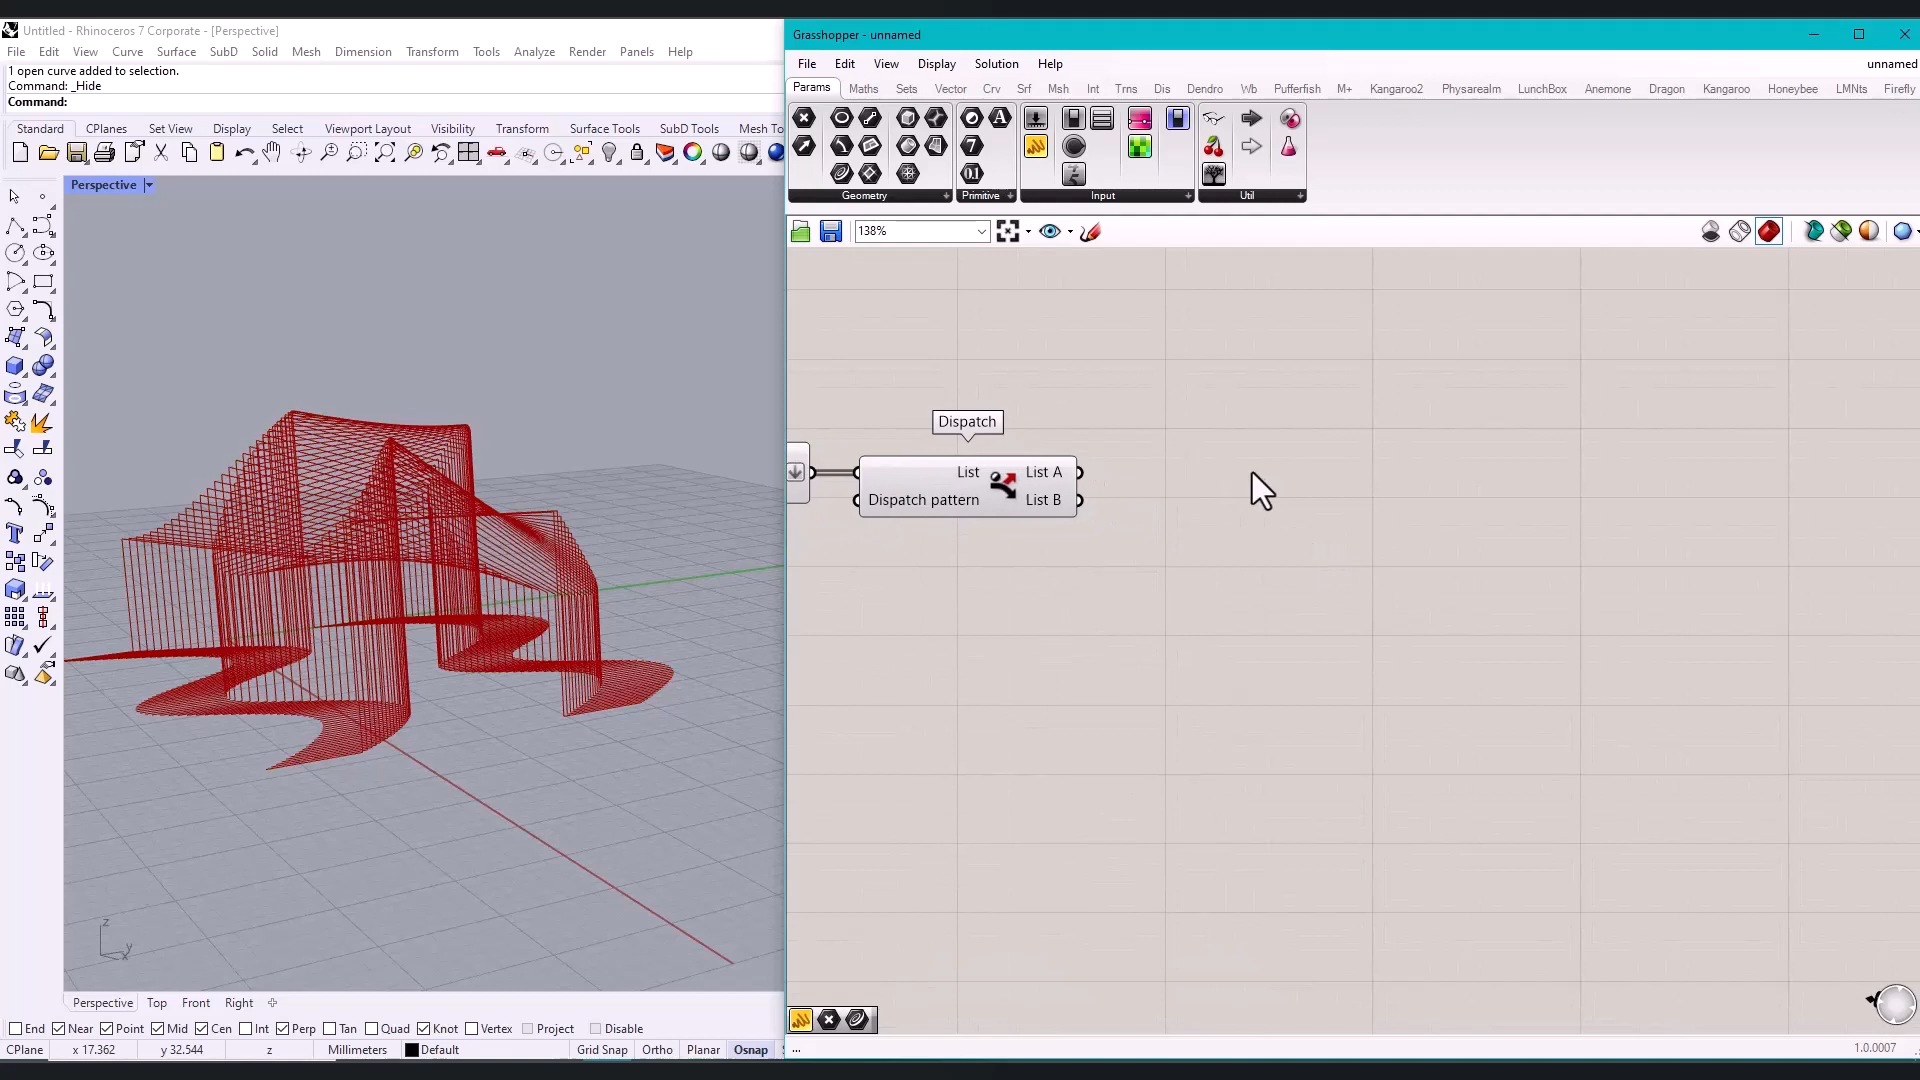 Untitled - Rhinoceros 7 Corporate - [Perspective]
File Edit View Curve Surface SubD Solid Mesh Dimension Transform Tools Analyze Render Panels Help
1 open curve added to selection.
Command: _Hide
Command:
Standard CPlanes Set View Display Select Viewport Layout Visibility Transform Surface Tools SubD Tools Mesh To
Perspective
z
y
x
Perspective Top Front Right
End Near Point Mid Cen Int Perp Tan Quad Knot Vertex Project Disable
CPlane x 17.362 y 32.544 z Millimeters Default Grid Snap Ortho Planar Osnap
Grasshopper - unnamed
File Edit View Display Solution Help unnamed
Params Maths Sets Vector Crv Srf Msh Int Trns Dis Dendro Wb Pufferfish M+ Kangaroo2 Physarealm LunchBox Anemone Dragon Kangaroo Honeybee LMNts Firefly
Geometry Primitive Input Util
138%
Dispatch
List List A
Dispatch pattern List B
... 1.0.0007